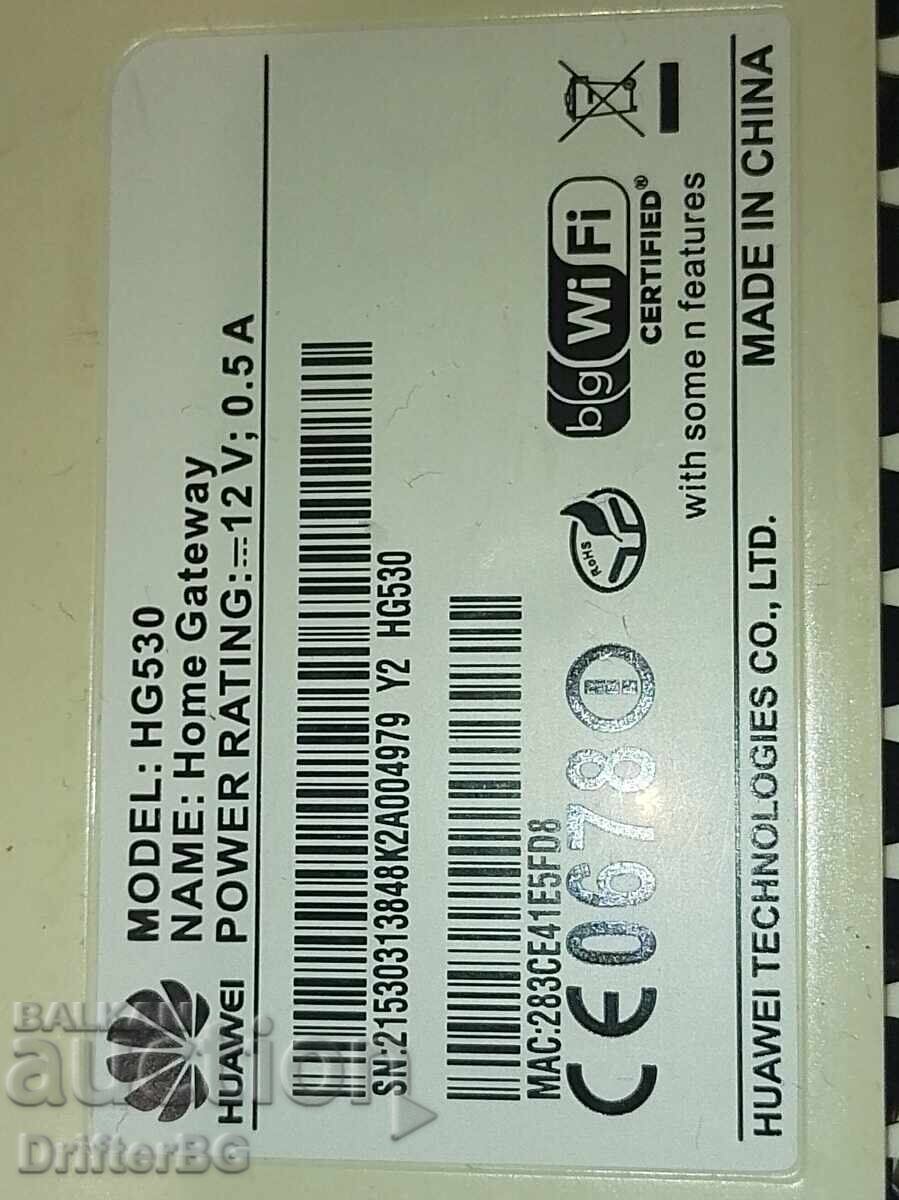 MODEL: HG530
NAME: Home Gateway
POWER RATING: ⎓12 V; 0.5 A
HUAWEI
SN:21530313848K2A004979 Y2 HG530
MAC:283CE41E5FD8
CE0678
RoHS
bg WiFi
CERTIFIED®
with some n features
HUAWEI TECHNOLOGIES CO., LTD. MADE IN CHINA
BALKAN
auction
DrifterBG